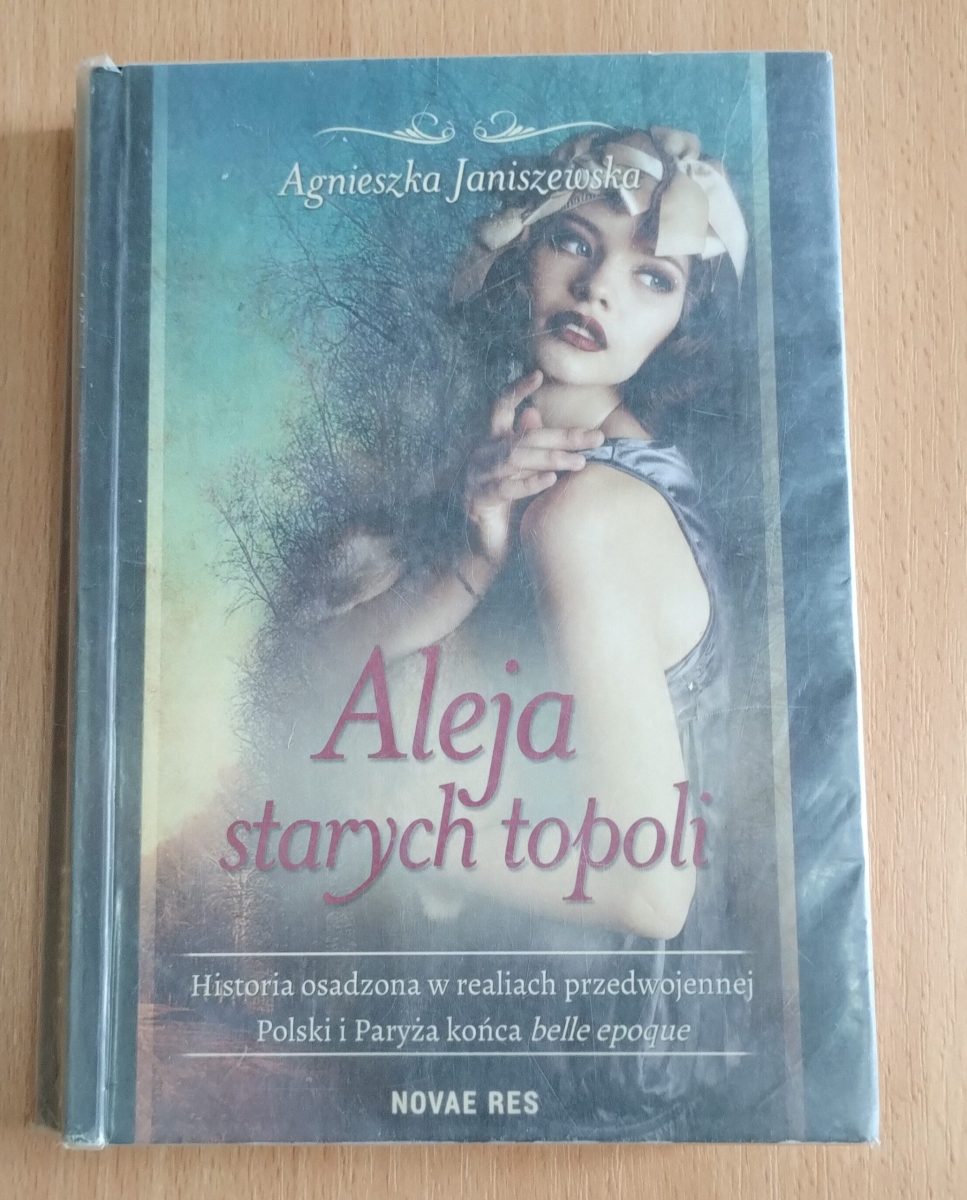 Agnieszka Janiszewska
Aleja
starych topoli
Historia osadzona w realiach przedwojennej
Polski i Paryża końca belle epoque
NOVAE RES